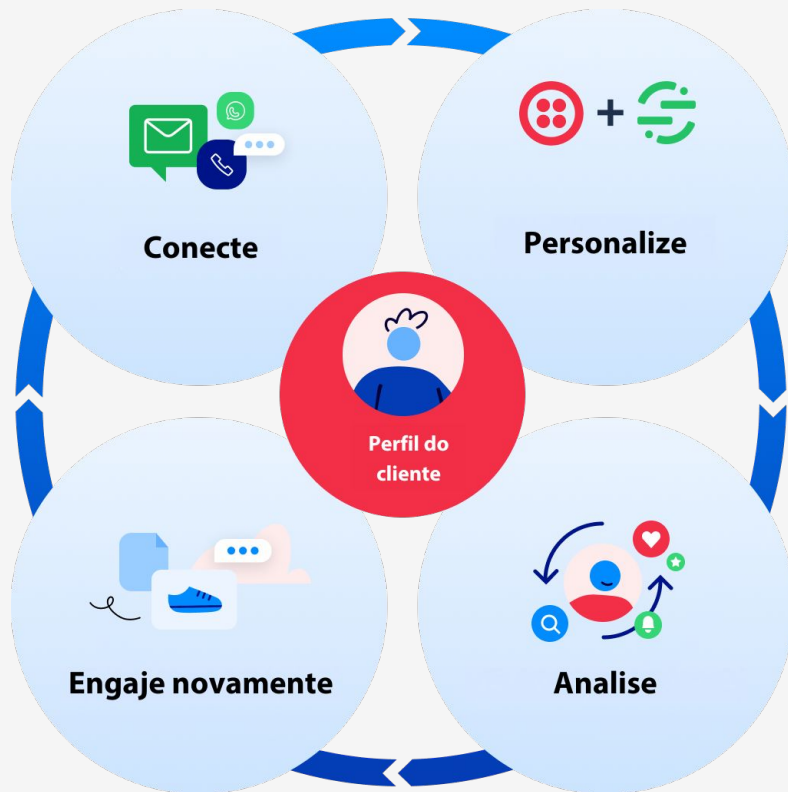 Conecte
Personalize
Perfil do
cliente
Engaje novamente
Analise